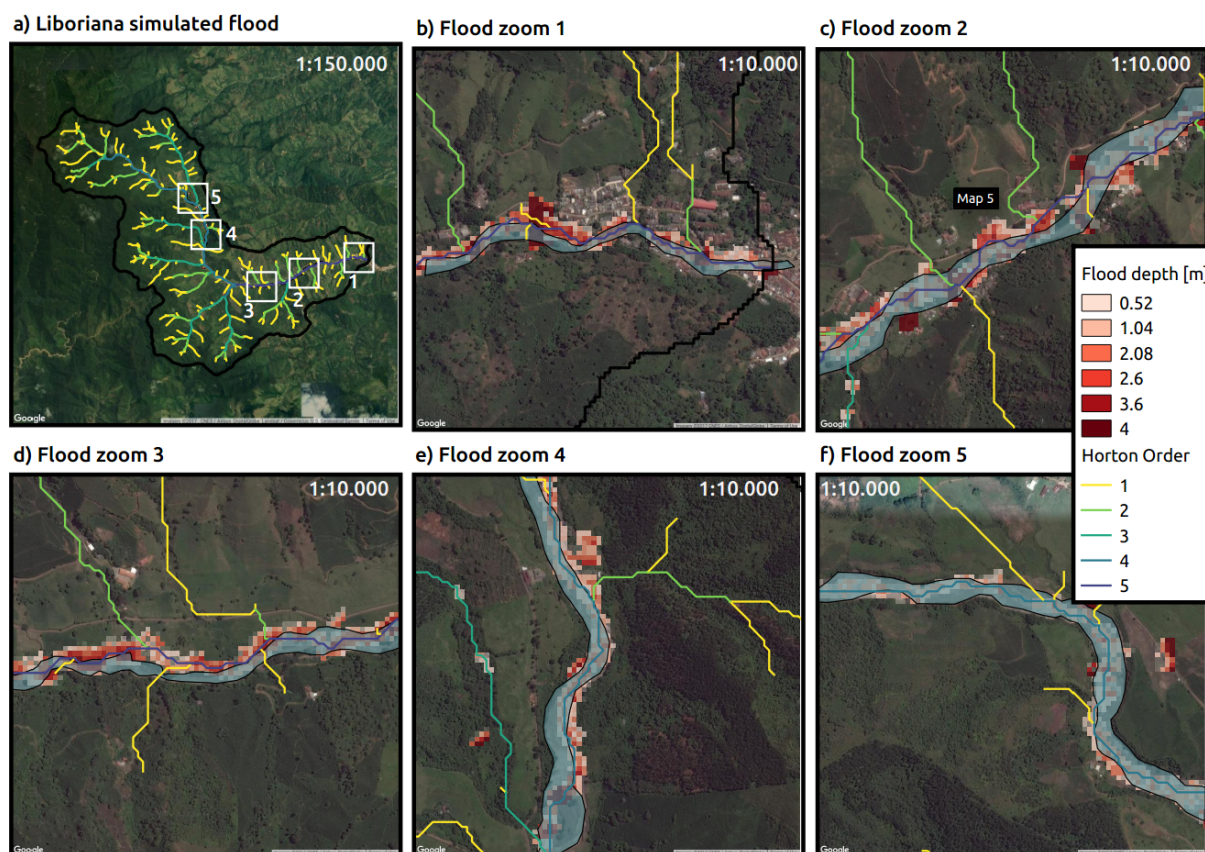 a) Liboriana simulated flood
1:150.000
5
4
3
2
1
Google
b) Flood zoom 1
1:10.000
Google
c) Flood zoom 2
1:10.000
Map 5
Google
Flood depth [m]
0.52
1.04
2.08
2.6
3.6
4
Horton Order
1
2
3
4
5
d) Flood zoom 3
1:10.000
Google
e) Flood zoom 4
1:10.000
Google
f) Flood zoom 5
1:10.000
Google